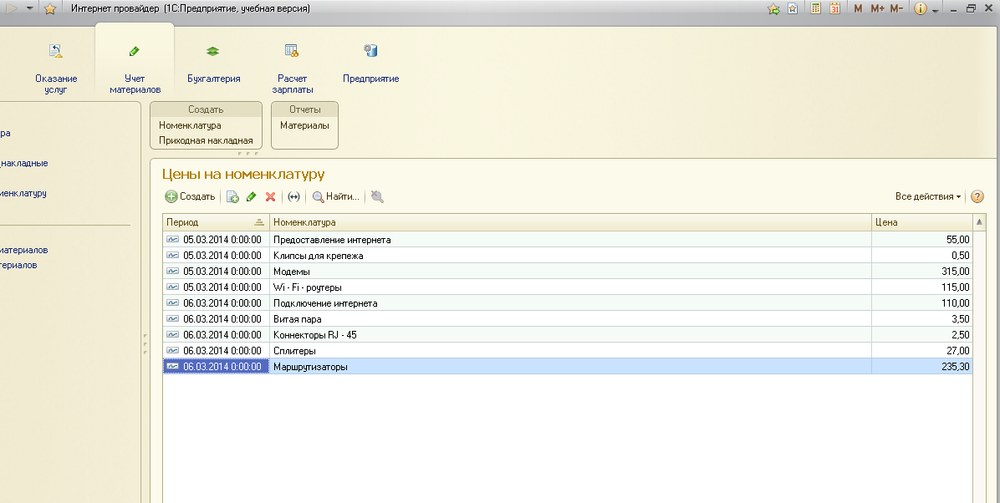 Интернет провайдер (1С:Предприятие, учебная версия)
31 M M+ M-
Оказание услуг
Учет материалов
Бухгалтерия
Расчет зарплаты
Предприятие
ра
накладные
менклатуру
материалов
териалов
Создать
Номенклатура
Приходная накладная
Отчеты
Материалы
Цены на номенклатуру
Создать Найти... Все действия ?
Период Номенклатура Цена
05.03.2014 0:00:00 Предоставление интернета 55,00
05.03.2014 0:00:00 Клипсы для крепежа 0,50
05.03.2014 0:00:00 Модемы 315,00
05.03.2014 0:00:00 Wi - Fi - роутеры 115,00
06.03.2014 0:00:00 Подключение интернета 110,00
06.03.2014 0:00:00 Витая пара 3,50
06.03.2014 0:00:00 Коннекторы RJ - 45 2,50
06.03.2014 0:00:00 Сплитеры 27,00
06.03.2014 0:00:00 Маршрутизаторы 235,30